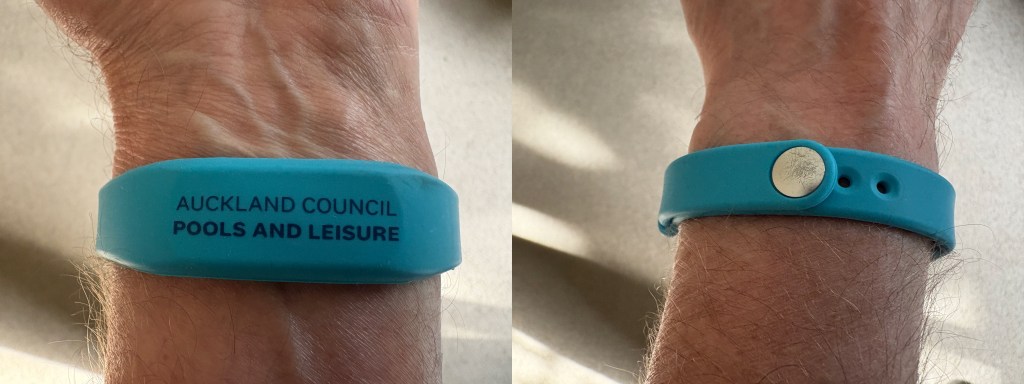 AUCKLAND COUNCIL
POOLS AND LEISURE